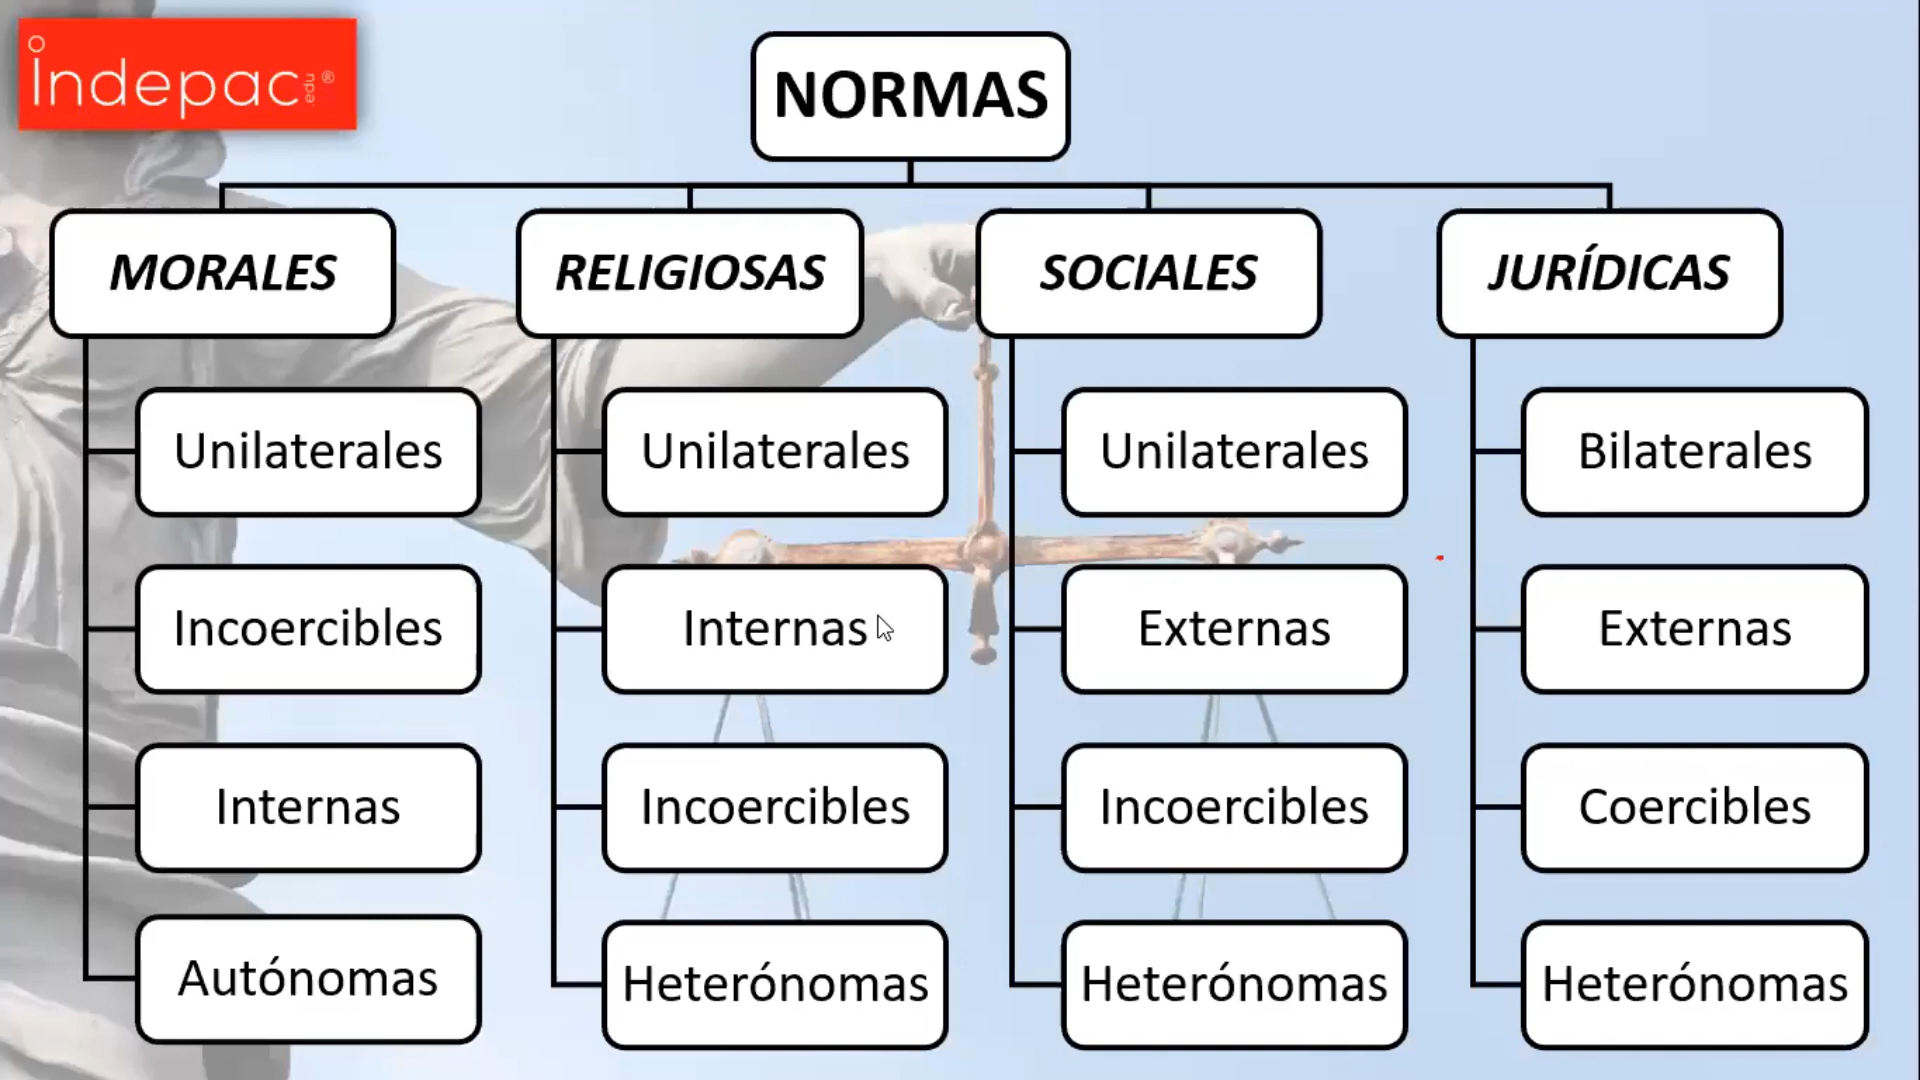 indepac.edu®
NORMAS
MORALES
Unilaterales
Incoercibles
Internas
Autónomas
RELIGIOSAS
Unilaterales
Internas
Incoercibles
Heterónomas
SOCIALES
Unilaterales
Externas
Incoercibles
Heterónomas
JURÍDICAS
Bilaterales
Externas
Coercibles
Heterónomas